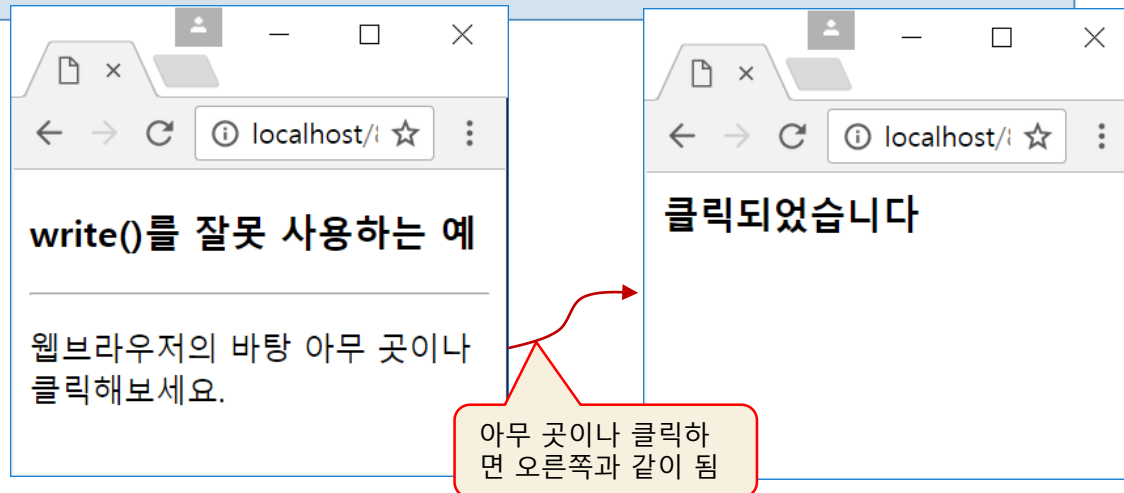 localhost/8
write()를 잘못 사용하는 예
웹브라우저의 바탕 아무 곳이나
클릭해보세요.
localhost/8
클릭되었습니다
아무 곳이나 클릭하
면 오른쪽과 같이 됨